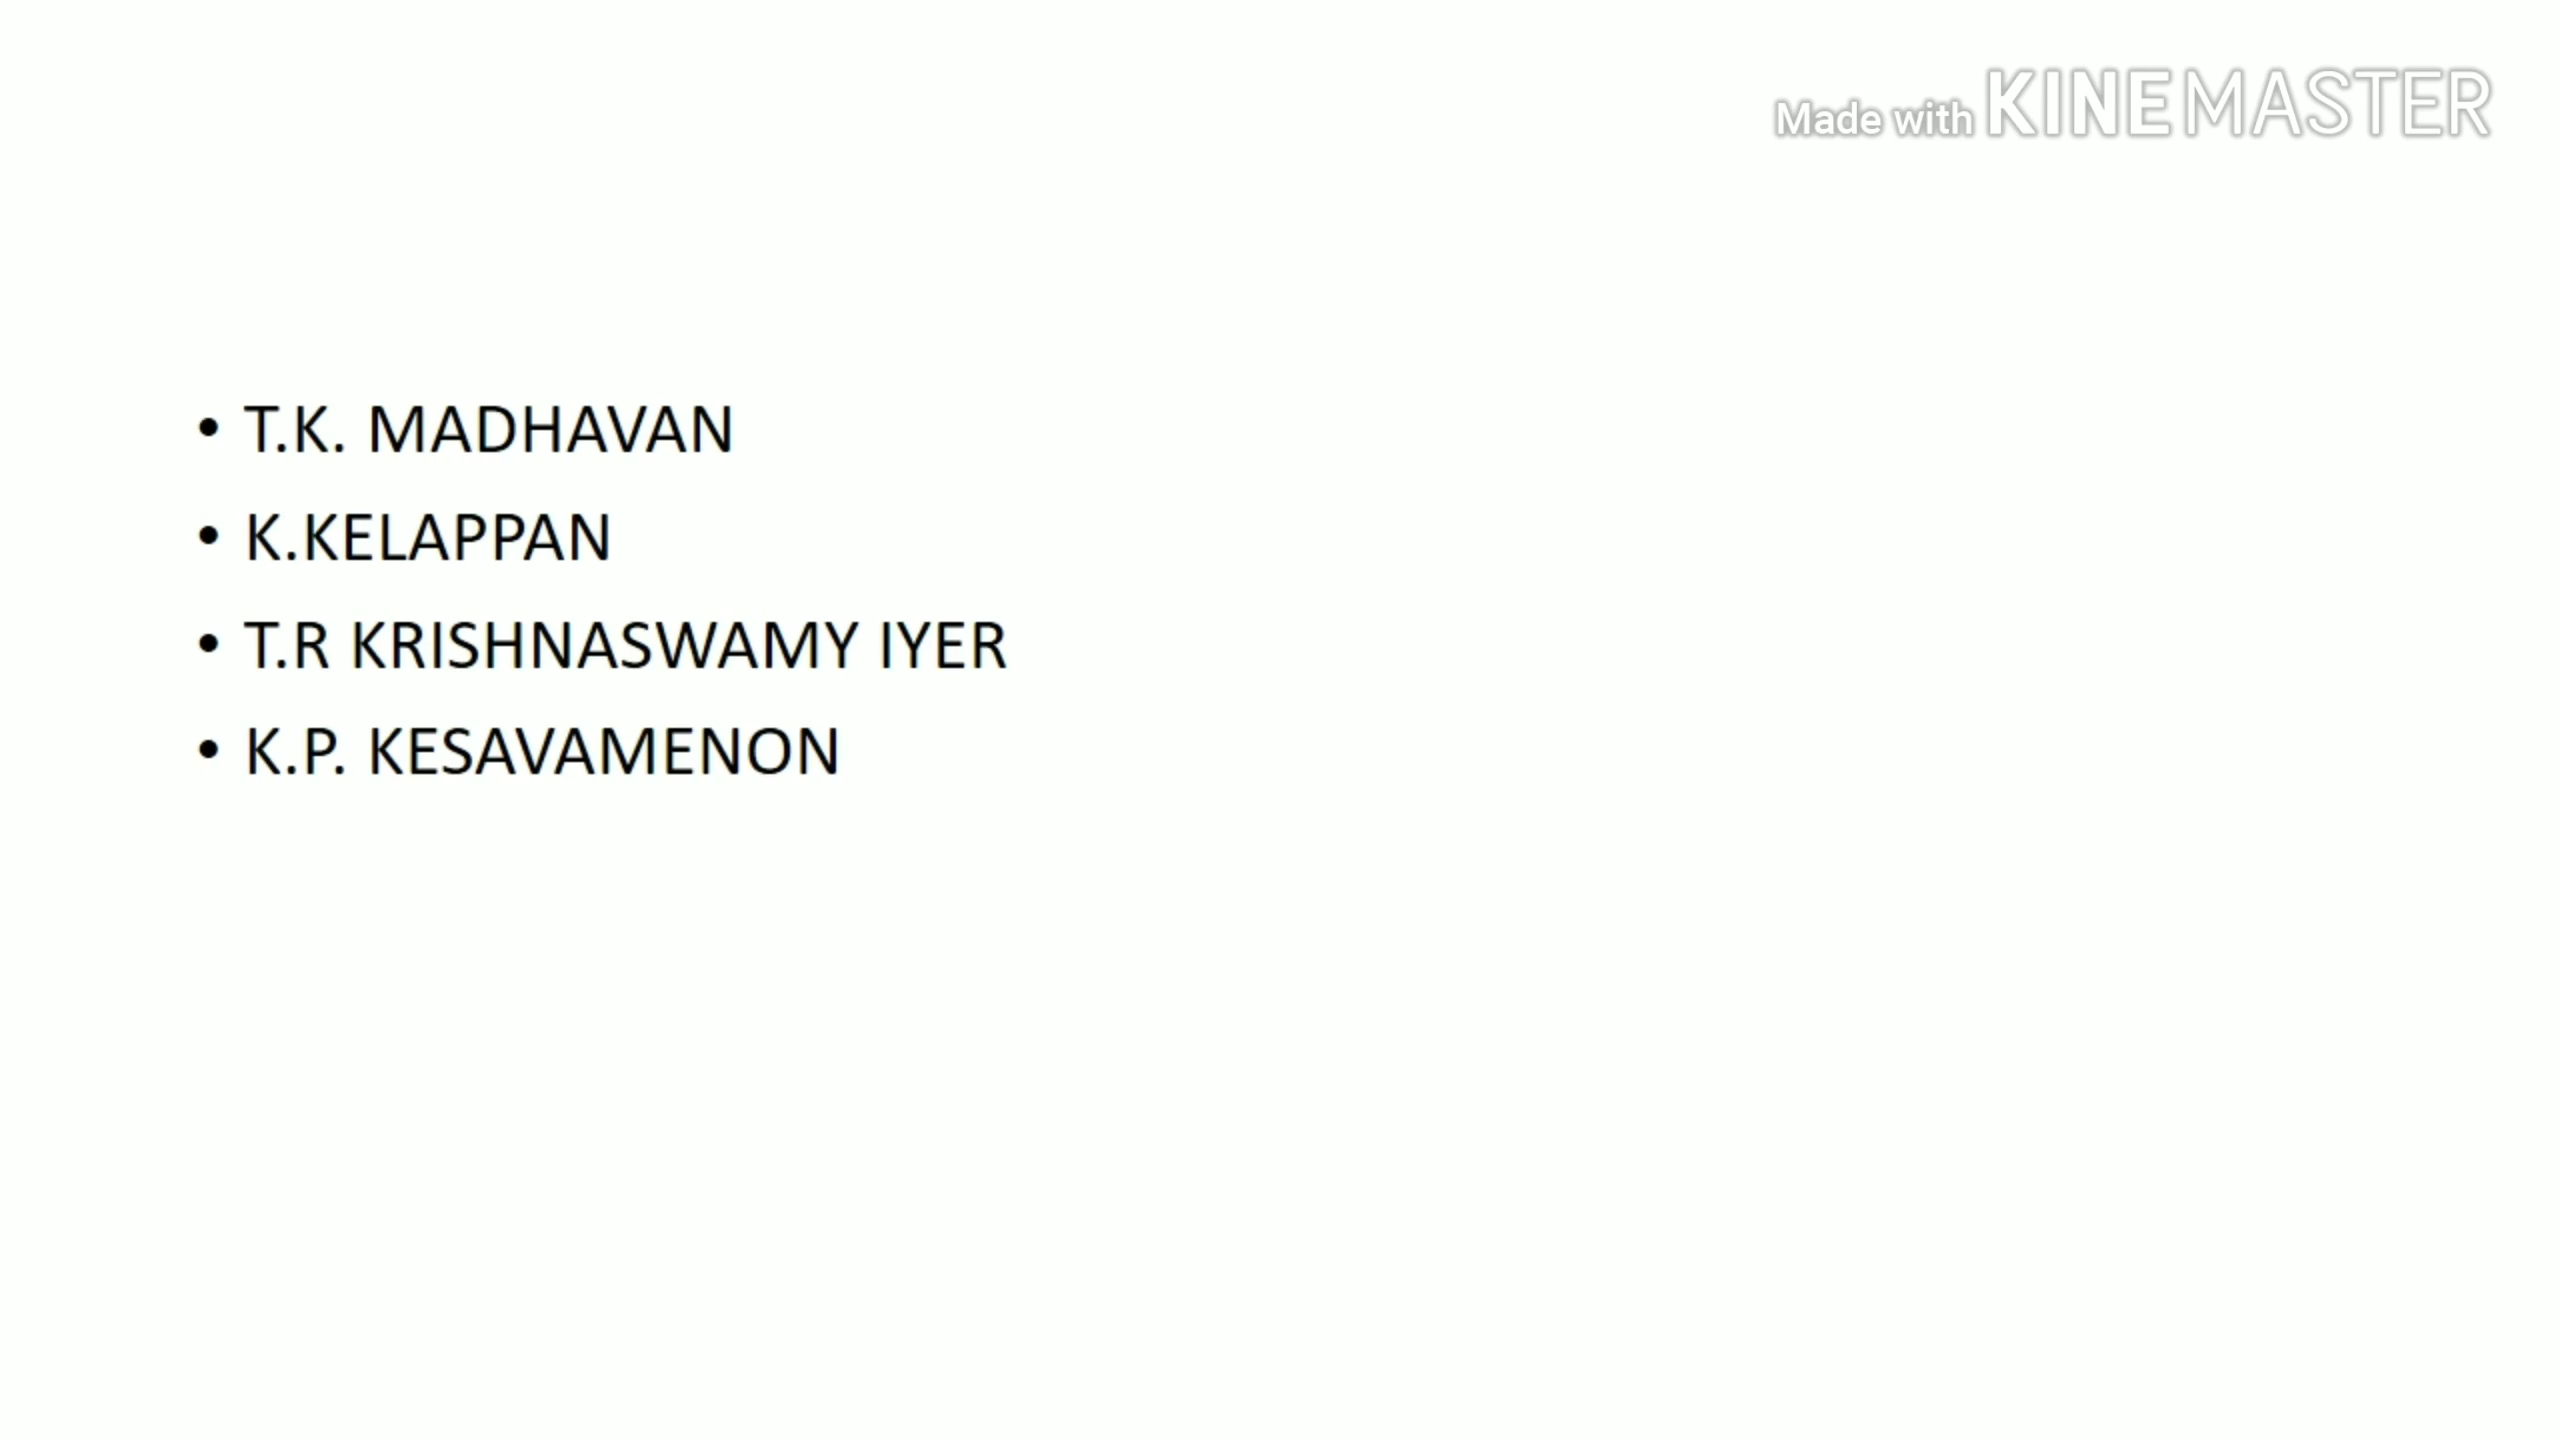 Made with KINEMASTER
• T.K. MADHAVAN
• K.KELAPPAN
• T.R KRISHNASWAMY IYER
• K.P. KESAVAMENON